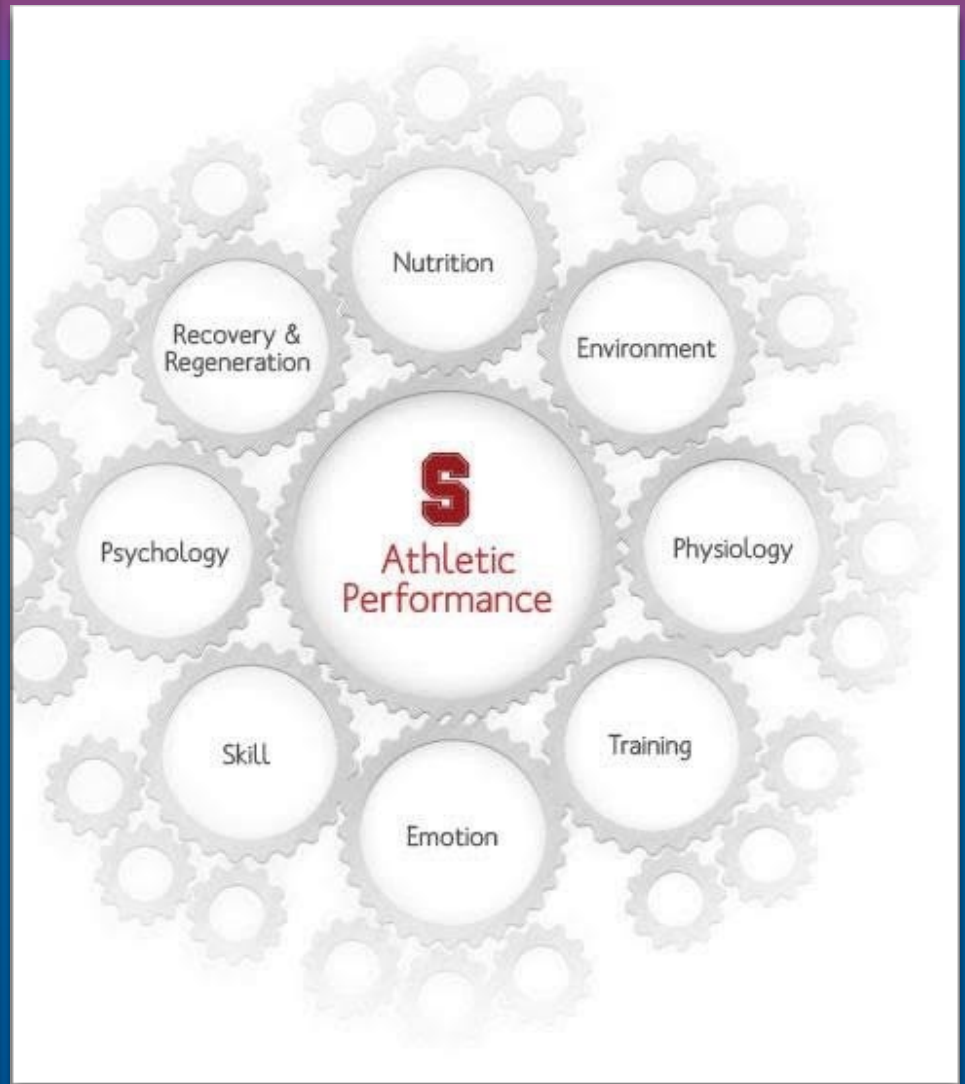 Nutrition
Environment
Recovery &
Regeneration
S
Athletic
Performance
Psychology
Physiology
Skill
Training
Emotion